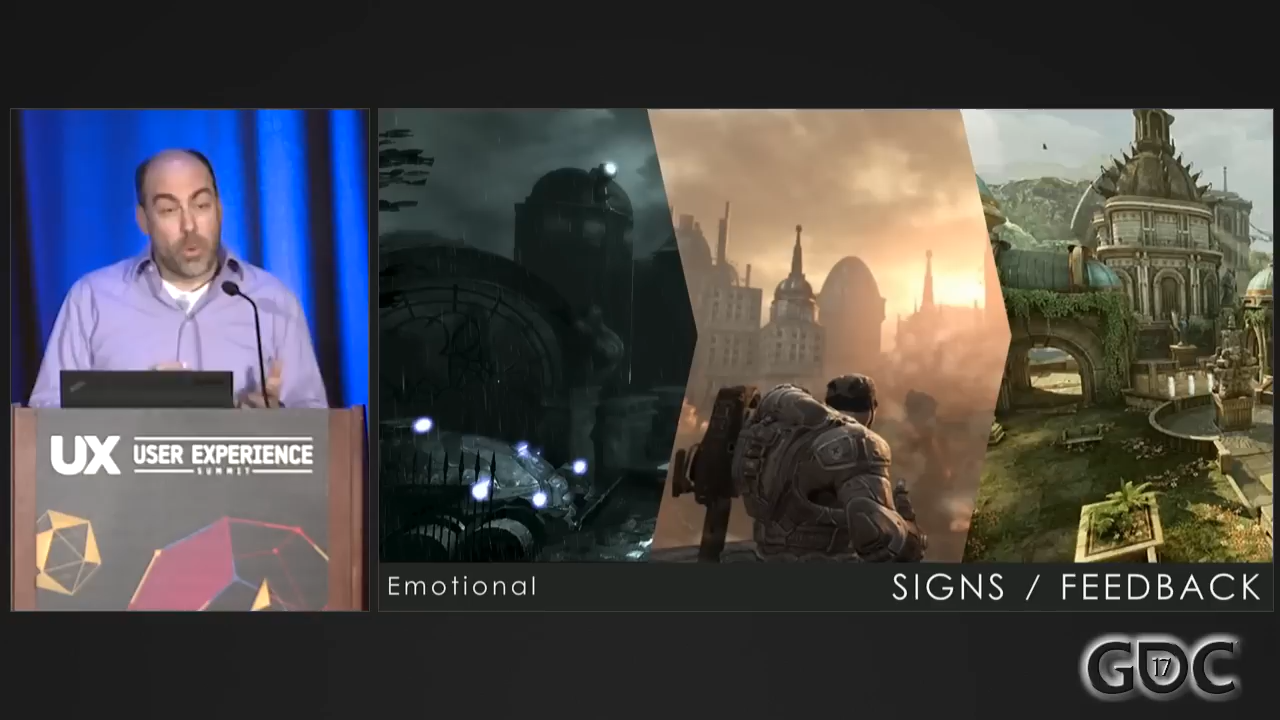 UX USER EXPERIENCE
SUMMIT
Emotional
SIGNS / FEEDBACK
GDC
17